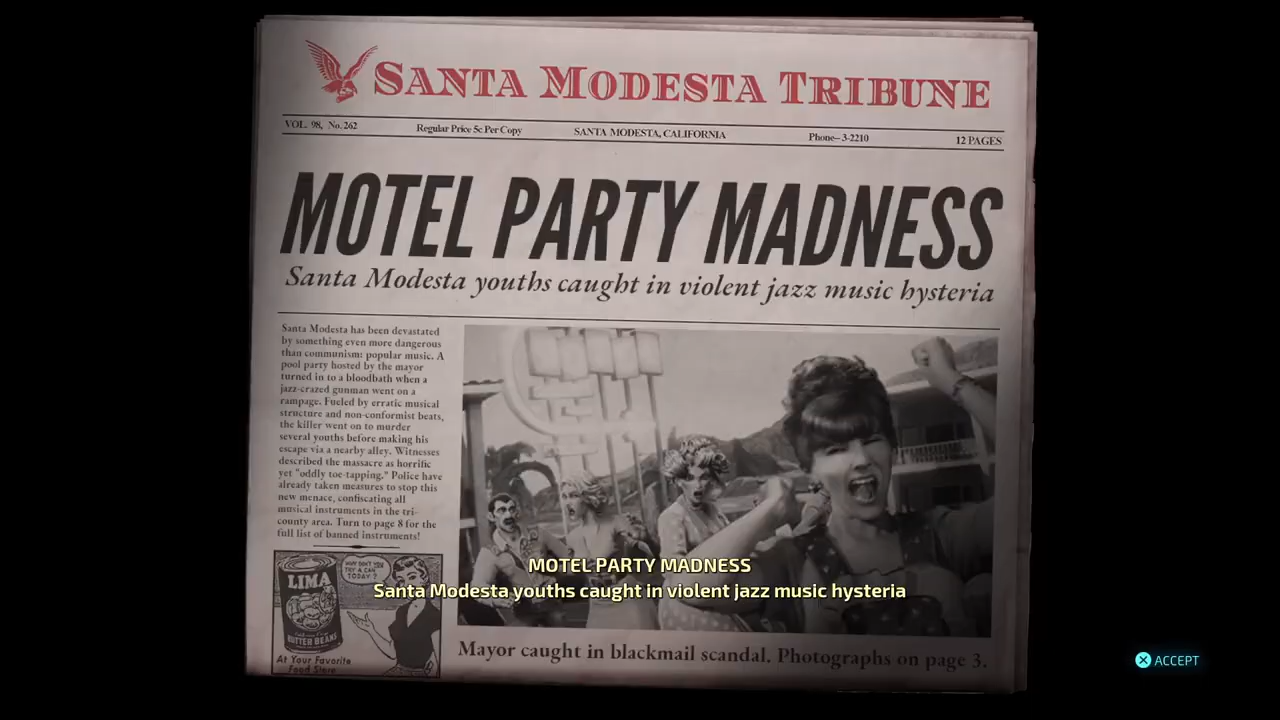 SANTA MODESTA TRIBUNE
VOL. 98, No. 262 Regular Price 5c Per Copy SANTA MODESTA, CALIFORNIA Phone-- 3-2210 12 PAGES
MOTEL PARTY MADNESS
Santa Modesta youths caught in violent jazz music hysteria
Santa Modesta has been devastated
by something even more dangerous
than communism: popular music. A
pool party hosted by the mayor
turned in to a bloodbath when a
jazz-crazed gunman went on a
rampage. Fueled by erratic musical
structure and non-conformist beats,
the killer went on to murder
several youths before making his
escape via a nearby alley. Witnesses
described the massacre as horrific
yet "oddly toe-tapping." Police have
already taken measures to stop this
new menace, confiscating all
musical instruments in the tri-
county area. Turn to page 8 for the
full list of banned instruments!
WHY DON'T YOU
TRY A CAN
TODAY?
LIMA
BUTTER BEANS
At Your Favorite
Food Store
MOTEL PARTY MADNESS
Santa Modesta youths caught in violent jazz music hysteria
Mayor caught in blackmail scandal. Photographs on page 3.
ACCEPT